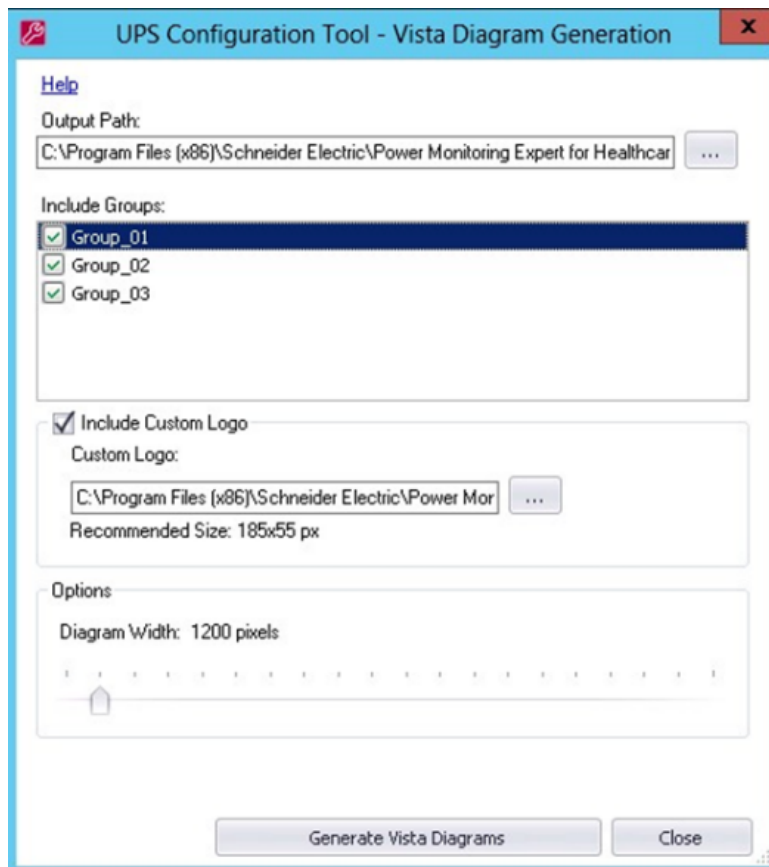 UPS Configuration Tool - Vista Diagram Generation
x
Help
Output Path:
C:\Program Files (x86)\Schneider Electric\Power Monitoring Expert for Healthcar
...
Include Groups:
Group_01
Group_02
Group_03
Include Custom Logo
Custom Logo:
C:\Program Files (x86)\Schneider Electric\Power Mor
...
Recommended Size: 185x55 px
Options
Diagram Width: 1200 pixels
Generate Vista Diagrams
Close